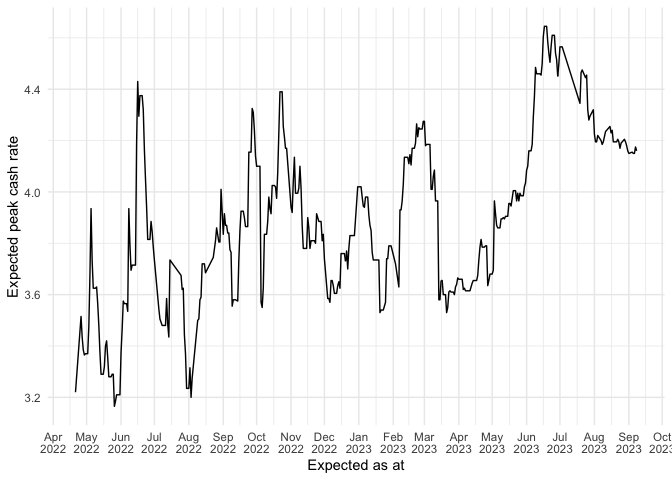 Expected peak cash rate
4.4
4.0
3.6
3.2
Apr May Jun Jul Aug Sep Oct Nov Dec Jan Feb Mar Apr May Jun Jul Aug Sep Oct
2022 2022 2022 2022 2022 2022 2022 2022 2022 2023 2023 2023 2023 2023 2023 2023 2023 2023 2023
Expected as at